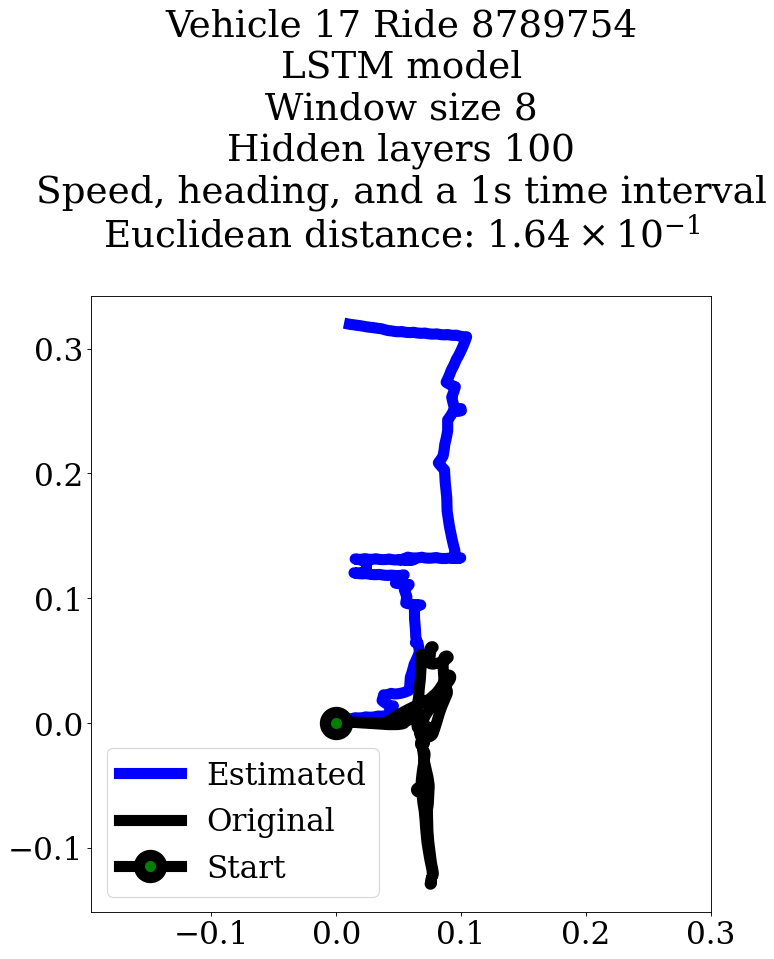 Vehicle 17 Ride 8789754
LSTM model
Window size 8
Hidden layers 100
Speed, heading, and a 1s time interval
Euclidean distance: 1.64 × 10⁻¹
0.3
0.2
0.1
0.0
−0.1
Estimated
Original
Start
−0.1 0.0 0.1 0.2 0.3